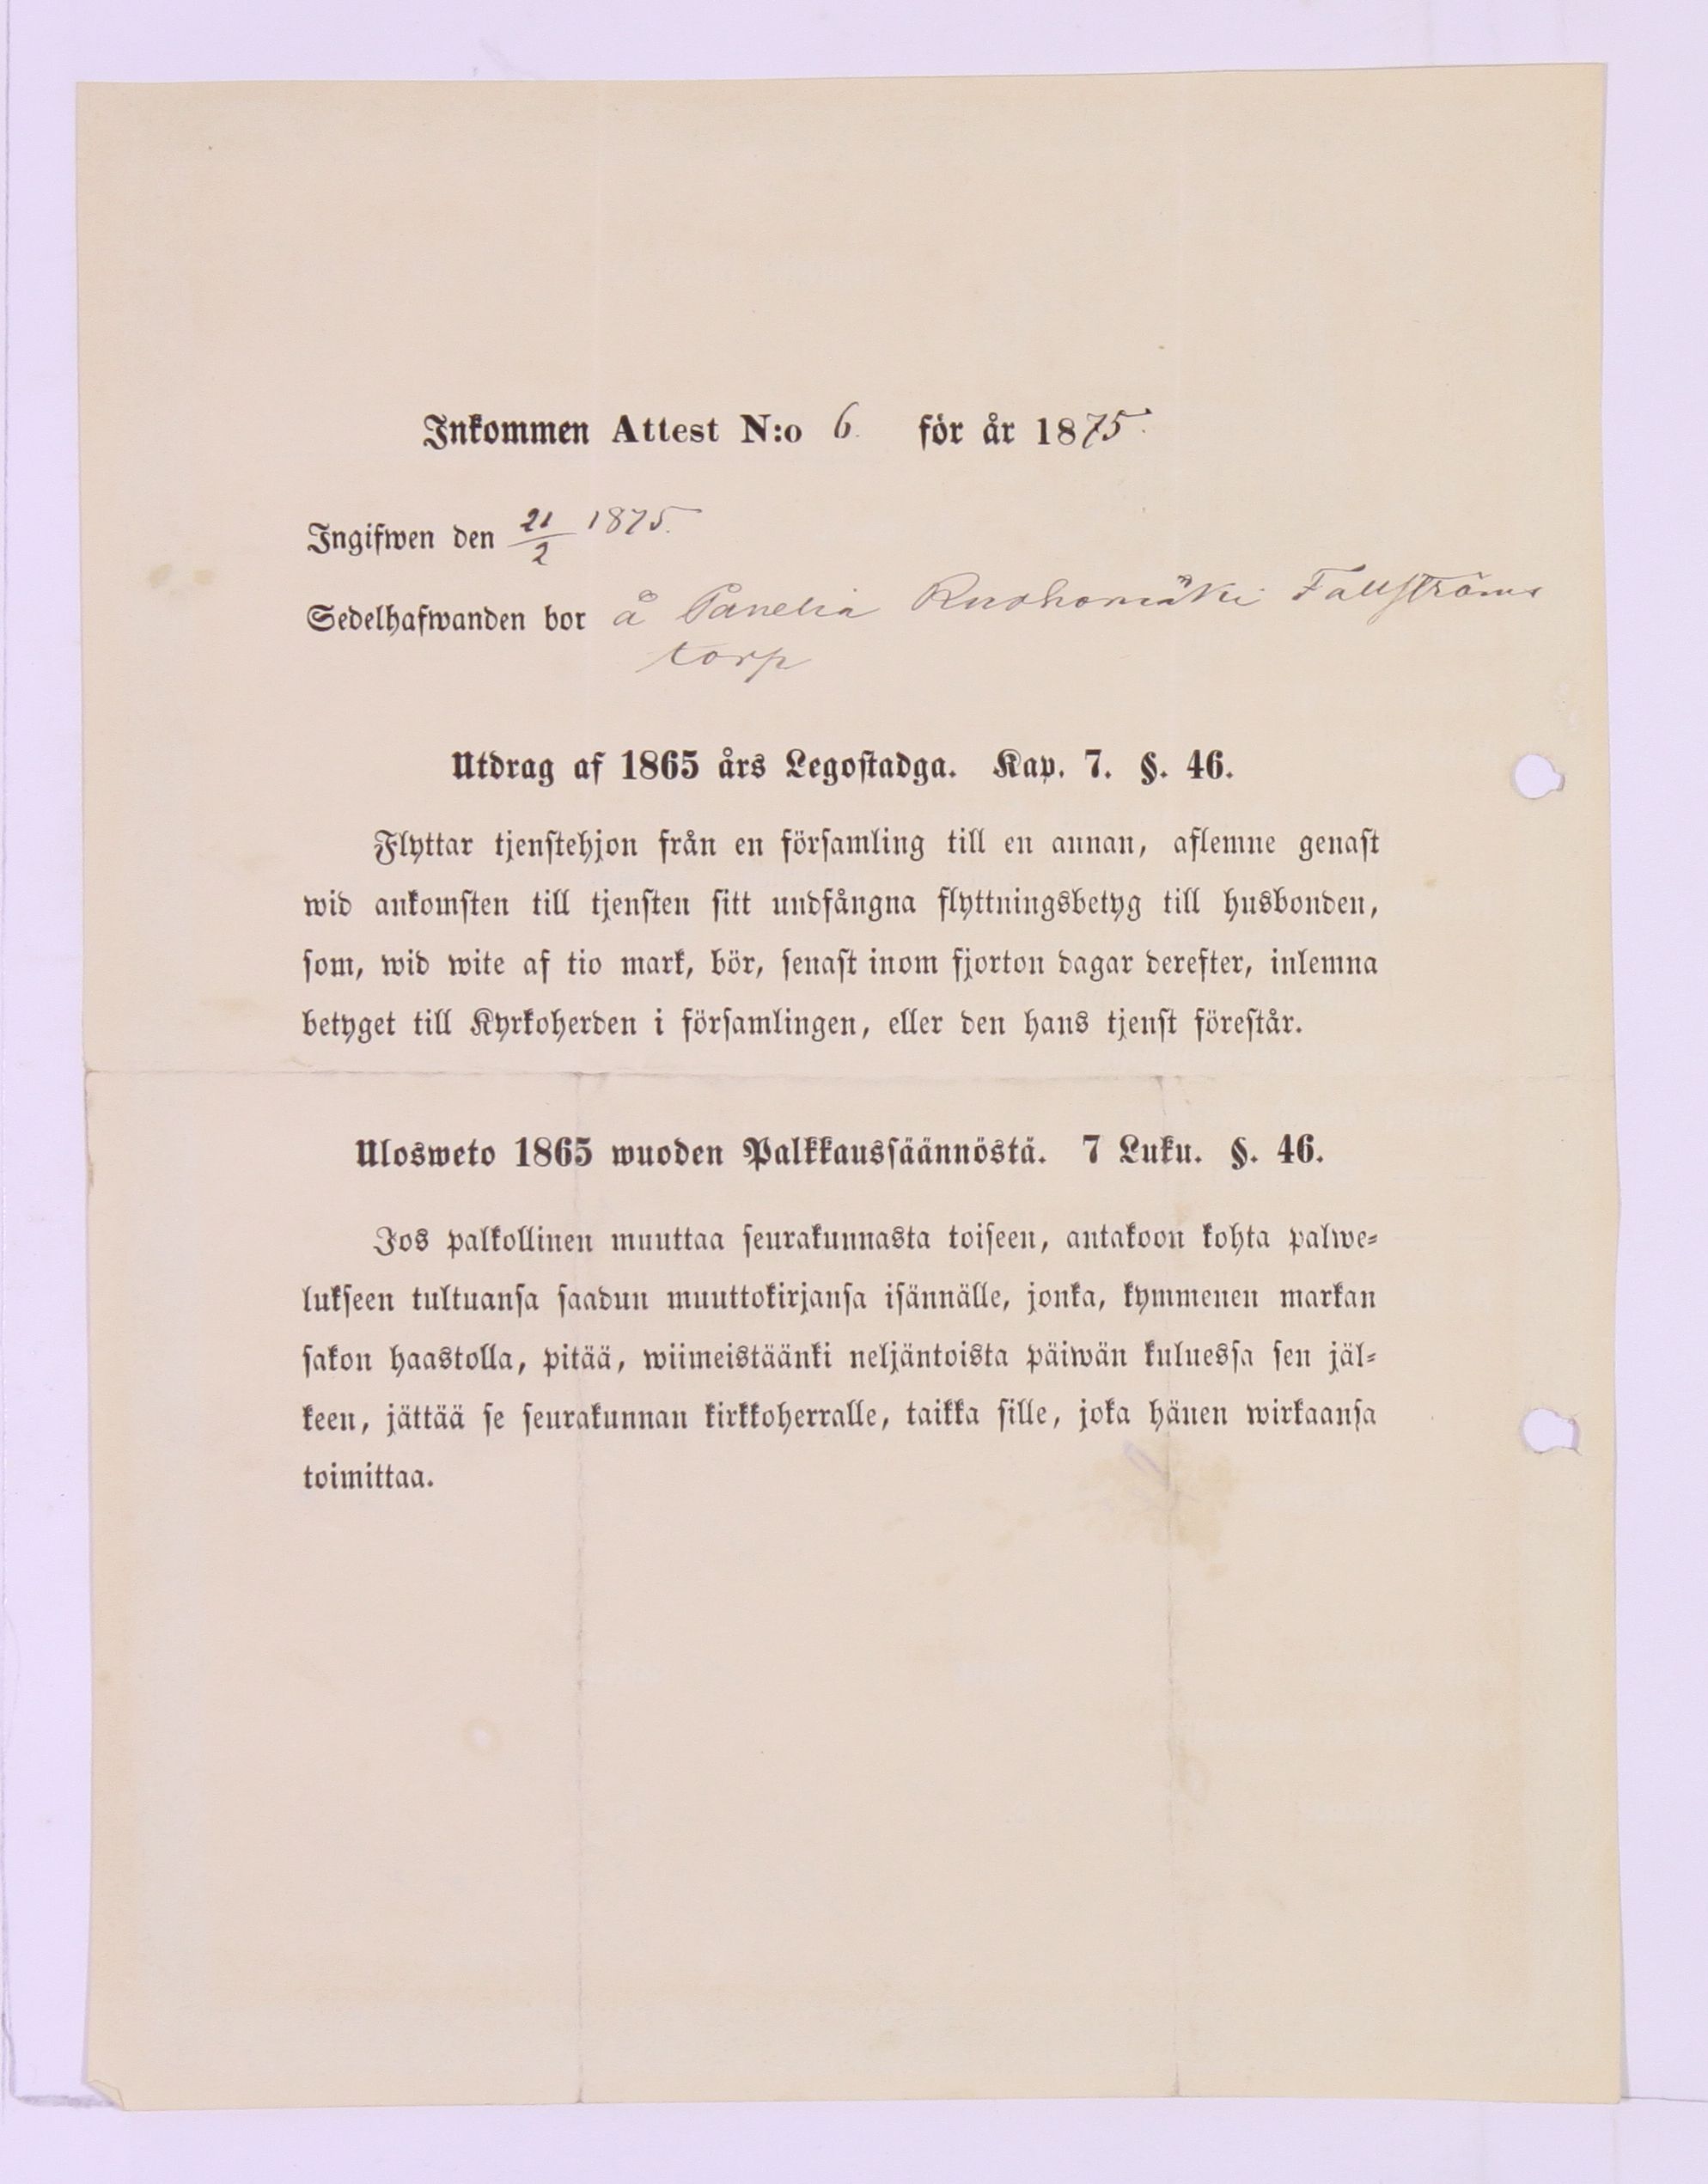 Inkommen Attest N:o 6. för år 1875.
Ingifwen den 21/2 1875.
Sedelhafwanden bor å Panelia Ruohomäki Fallströms
torp
Utdrag af 1865 års Legostadga. Kap. 7. §. 46.
Flyttar tjenstehjon från en församling till en annan, aflemne genast
wid ankomsten till tjensten sitt undfångna flyttningsbetyg till husbonden,
som, wid wite af tio mark, bör, senast inom fjorton dagar derefter, inlemna
betyget till Kyrkoherden i församlingen, eller den hans tjenst förestår.
Ulosweto 1865 wuoden Palkkaussäännöstä. 7 Luku. §. 46.
Jos palkollinen muuttaa seurakunnasta toiseen, antakoon kohta palwe-
lukseen tultuansa saadun muuttokirjansa isännälle, jonka, kymmenen markan
sakon haastolla, pitää, wiimeistäänki neljäntoista päiwän kuluessa sen jäl-
keen, jättää se seurakunnan kirkkoherralle, taikka sille, joka hänen wirkaansa
toimittaa.